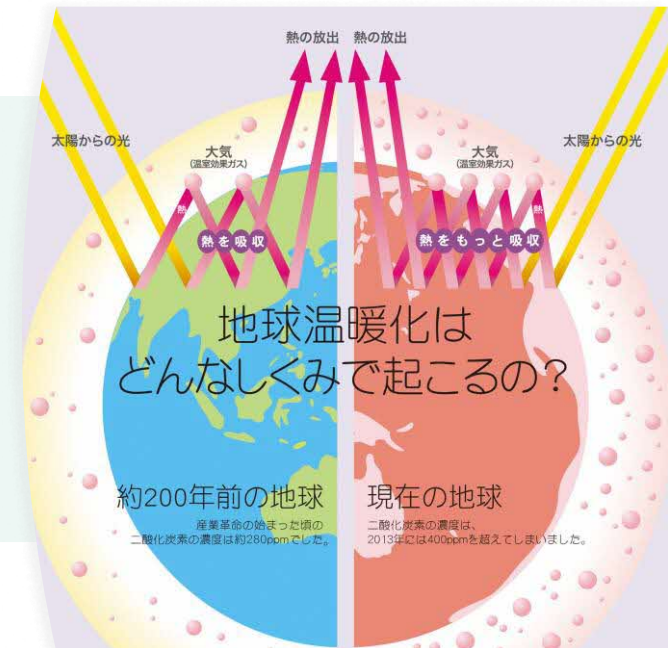 熱の放出
熱の放出
太陽からの光
大気
(温室効果ガス)
大気
(温室効果ガス)
太陽からの光
熱
熱を吸収
熱をもっと吸収
熱
地球温暖化は
どんなしくみで起こるの?
約200年前の地球
産業革命の始まった頃の
二酸化炭素の濃度は約280ppmでした。
現在の地球
二酸化炭素の濃度は、
2013年には400ppmを超えてしまいました。